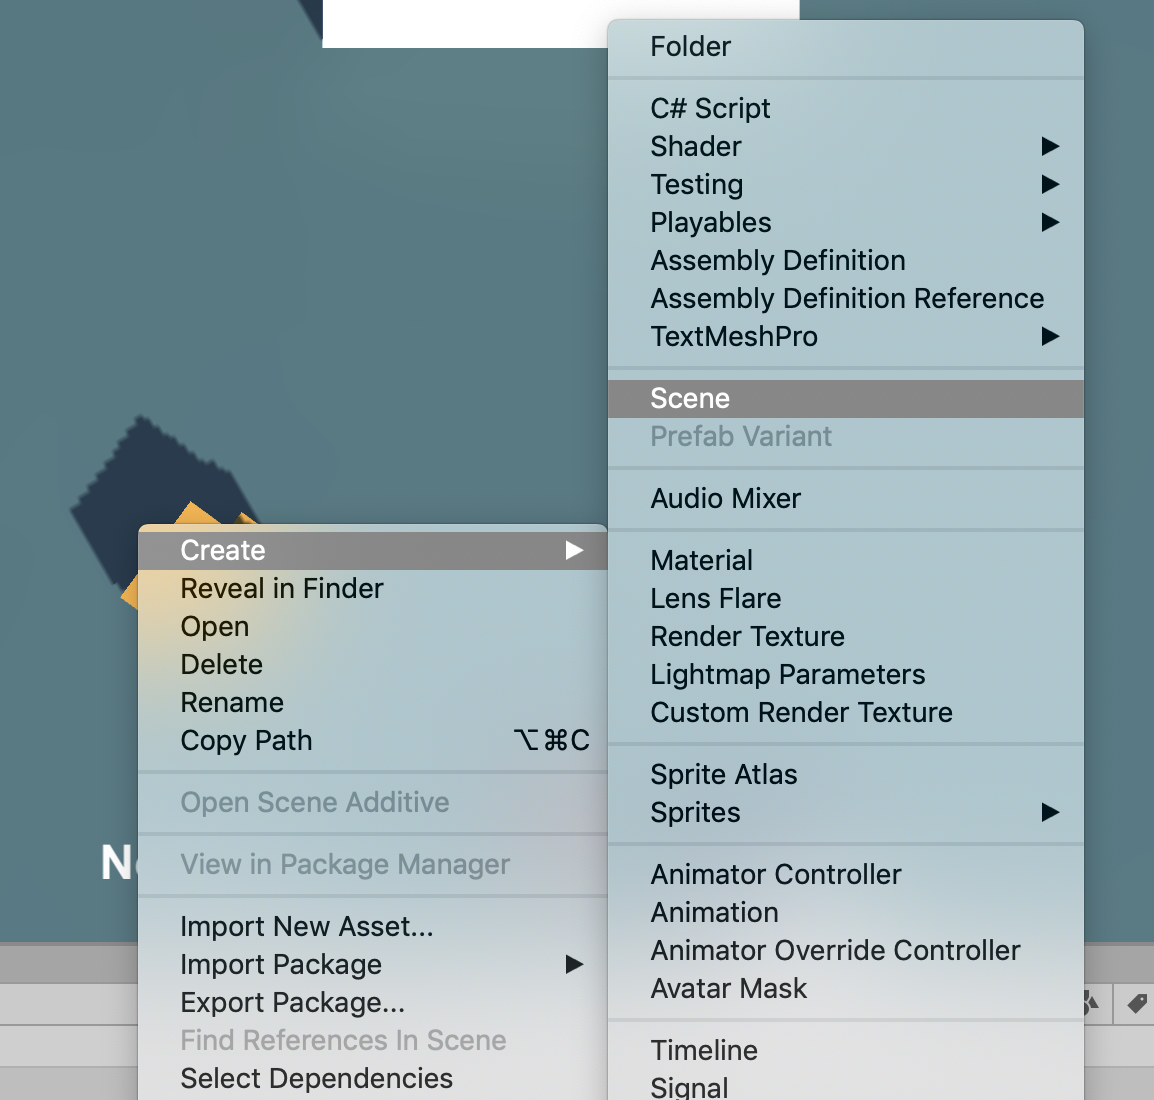 Folder
C# Script
Shader
Testing
Playables
Assembly Definition
Assembly Definition Reference
TextMeshPro
Scene
Prefab Variant
Audio Mixer
Material
Lens Flare
Render Texture
Lightmap Parameters
Custom Render Texture
Sprite Atlas
Sprites
Animator Controller
Animation
Animator Override Controller
Avatar Mask
Timeline
Signal
Create
Reveal in Finder
Open
Delete
Rename
Copy Path ⌥⌘C
Open Scene Additive
View in Package Manager
Import New Asset...
Import Package
Export Package...
Find References In Scene
Select Dependencies